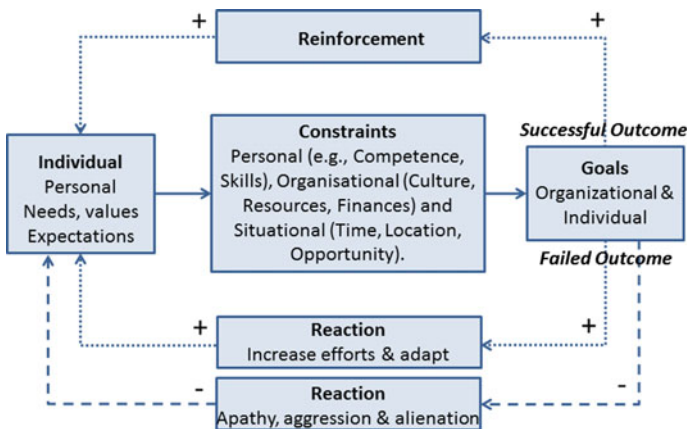 +
+
Reinforcement
Successful Outcome
Individual
Personal
Needs, values
Expectations
Constraints
Personal (e.g., Competence,
Skills), Organisational (Culture,
Resources, Finances) and
Situational (Time, Location,
Opportunity).
Goals
Organizational &
Individual
Failed Outcome
+
+
Reaction
Increase efforts & adapt
-
-
Reaction
Apathy, aggression & alienation